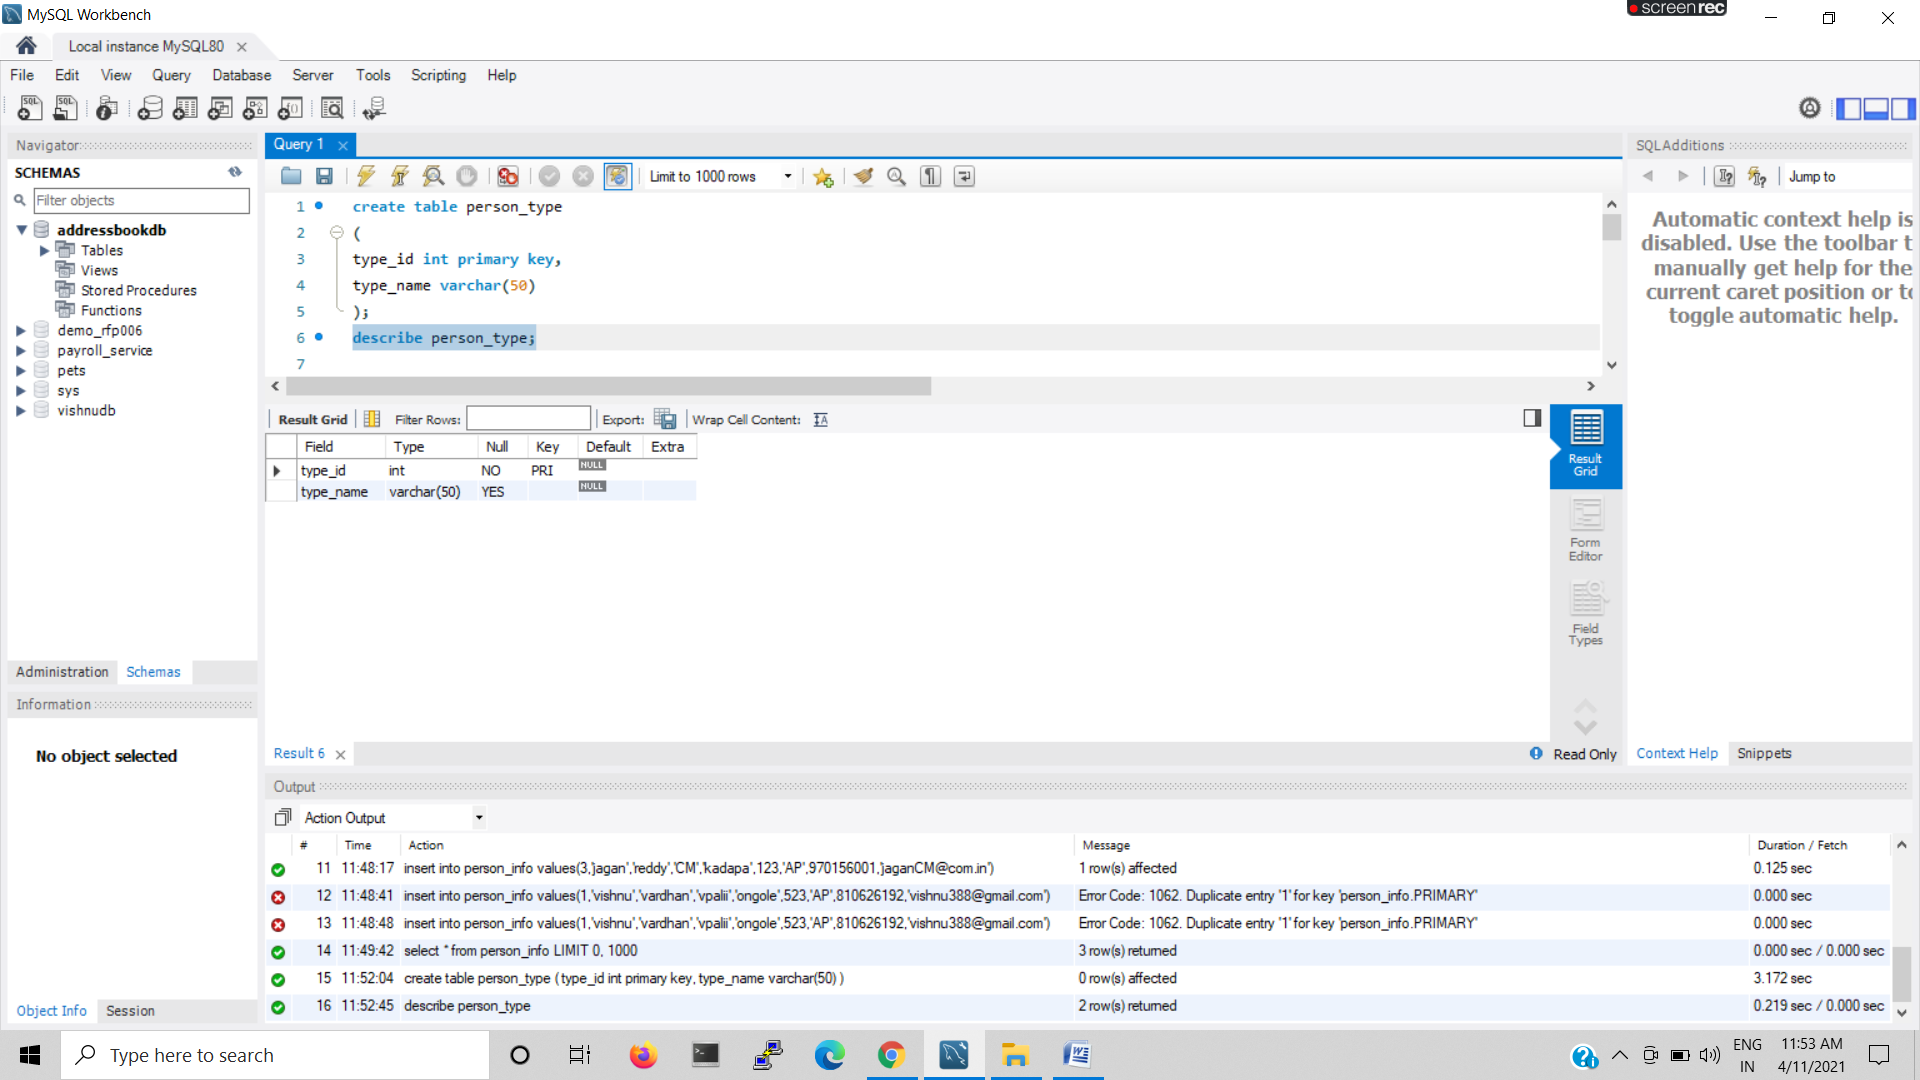 MySQL Workbench
screenrec
Local instance MySQL80
File Edit View Query Database Server Tools Scripting Help
Navigator
SCHEMAS
Filter objects
addressbookdb
Tables
Views
Stored Procedures
Functions
demo_rfp006
payroll_service
pets
sys
vishnudb
Administration Schemas
Information
No object selected
Object Info Session
Query 1
Limit to 1000 rows
1 create table person_type
2 (
3 type_id int primary key,
4 type_name varchar(50)
5 );
6 describe person_type;
7
Result Grid Filter Rows: Export: Wrap Cell Content:
Field Type Null Key Default Extra
type_id int NO PRI NULL
type_name varchar(50) YES NULL
Result Grid
Form Editor
Field Types
Result 6
Read Only
SQLAdditions
Jump to
Automatic context help is
disabled. Use the toolbar t
manually get help for the
current caret position or to
toggle automatic help.
Context Help Snippets
Output
Action Output
# Time Action Message Duration / Fetch
11 11:48:17 insert into person_info values(3,'jagan','reddy','CM','kadapa',123,'AP',970156001,'jaganCM@com.in') 1 row(s) affected 0.125 sec
12 11:48:41 insert into person_info values(1,'vishnu','vardhan','vpalii','ongole',523,'AP',810626192,'vishnu388@gmail.com') Error Code: 1062. Duplicate entry '1' for key 'person_info.PRIMARY' 0.000 sec
13 11:48:48 insert into person_info values(1,'vishnu','vardhan','vpalii','ongole',523,'AP',810626192,'vishnu388@gmail.com') Error Code: 1062. Duplicate entry '1' for key 'person_info.PRIMARY' 0.000 sec
14 11:49:42 select * from person_info LIMIT 0, 1000 3 row(s) returned 0.000 sec / 0.000 sec
15 11:52:04 create table person_type ( type_id int primary key, type_name varchar(50) ) 0 row(s) affected 3.172 sec
16 11:52:45 describe person_type 2 row(s) returned 0.219 sec / 0.000 sec
Type here to search
ENG
IN
11:53 AM
4/11/2021